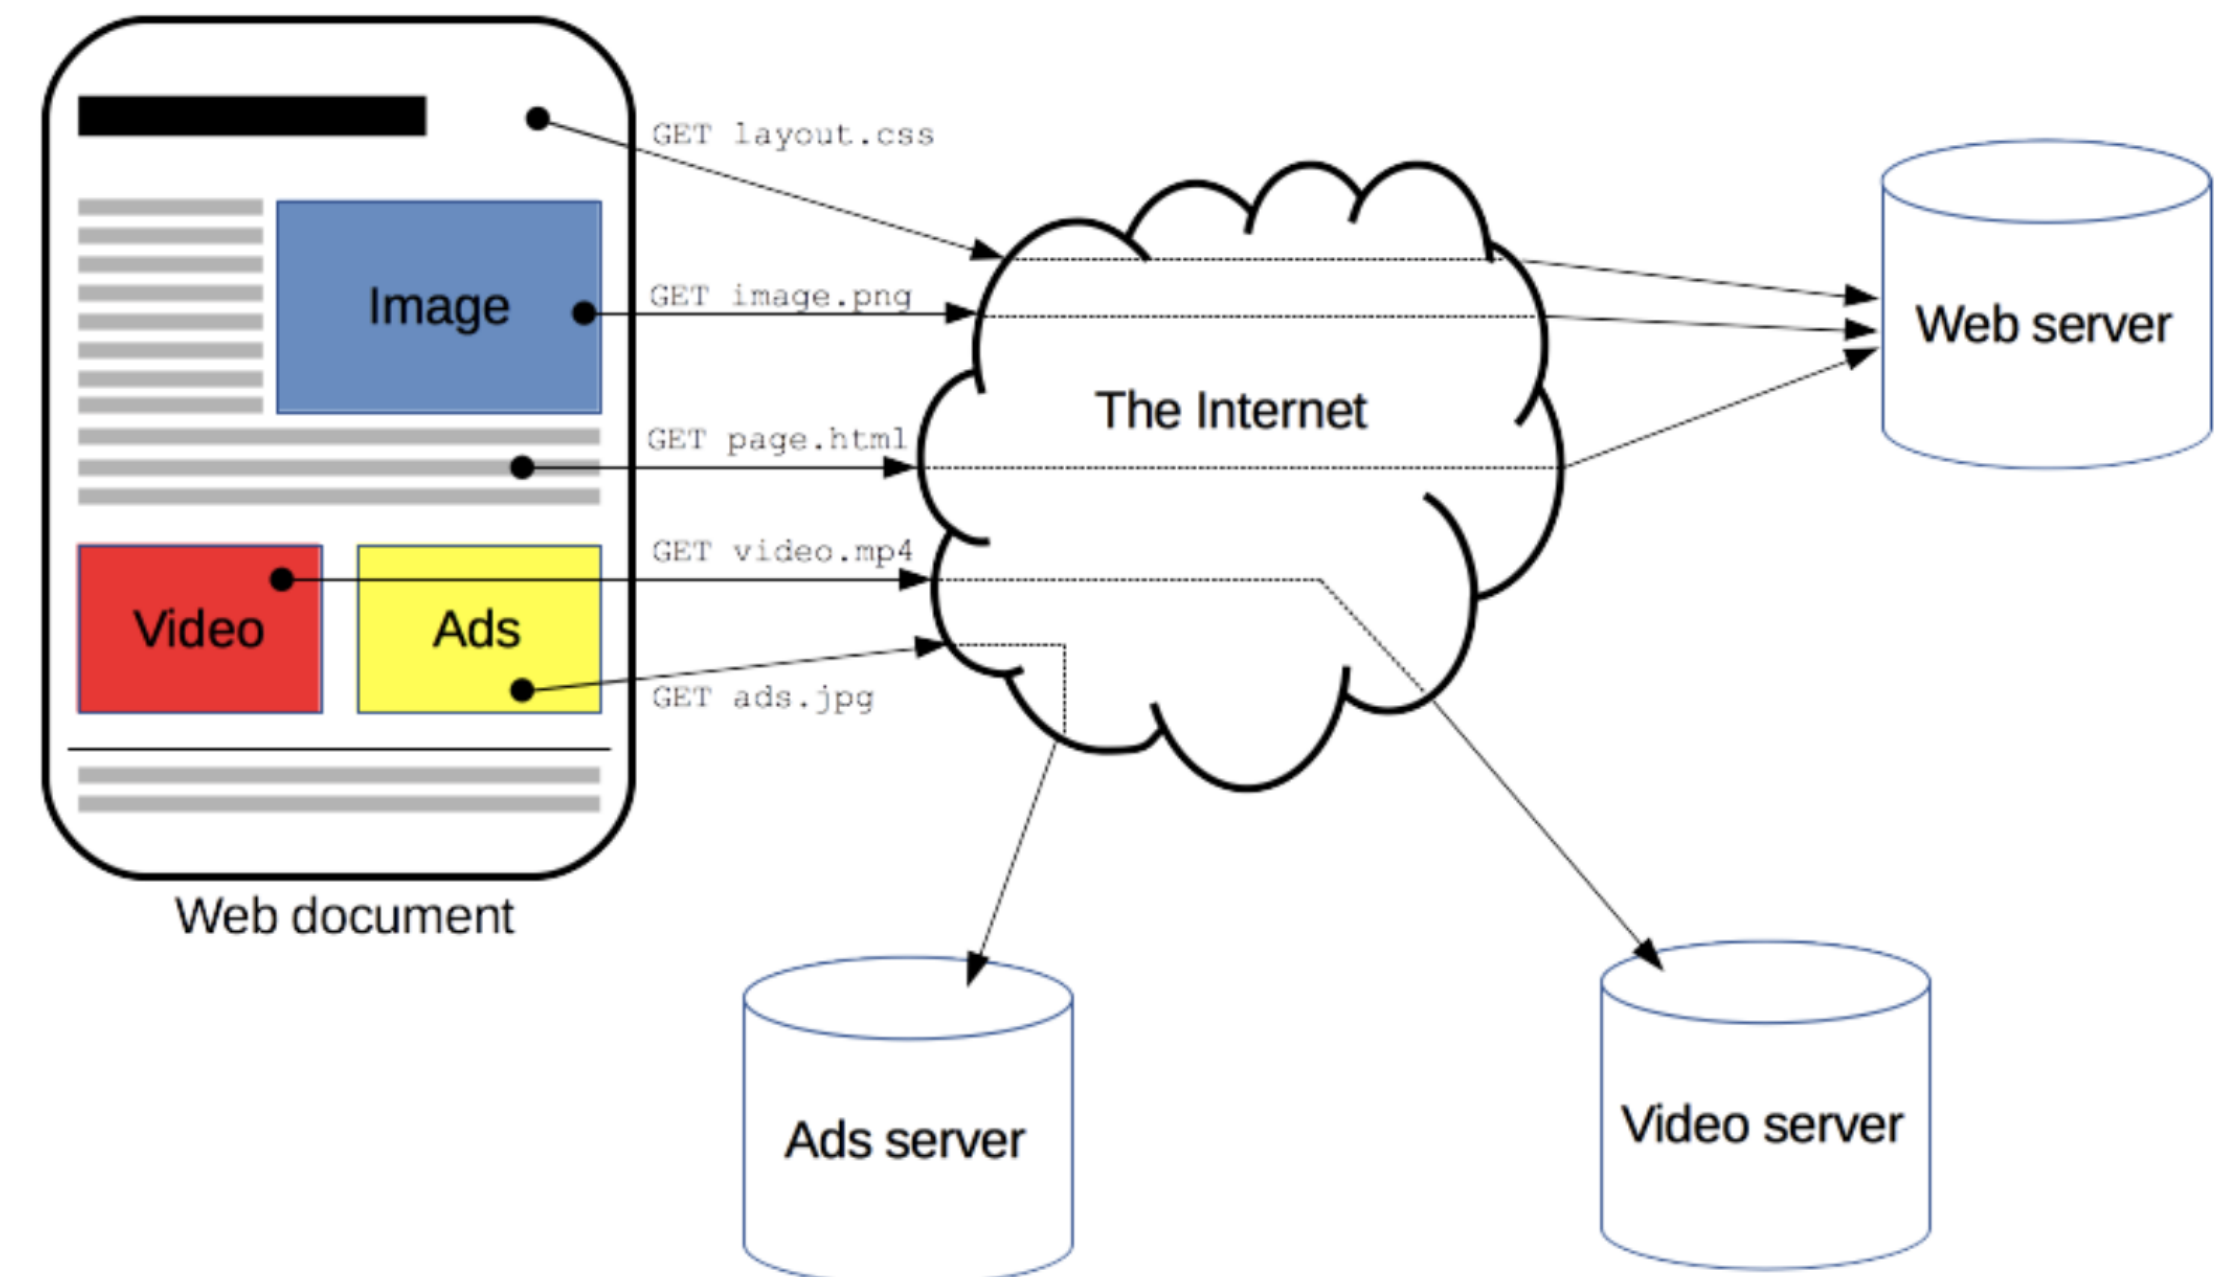 GET layout.css
Image
GET image.png
GET page.html
Video
Ads
GET video.mp4
GET ads.jpg
Web document
The Internet
Web server
Ads server
Video server